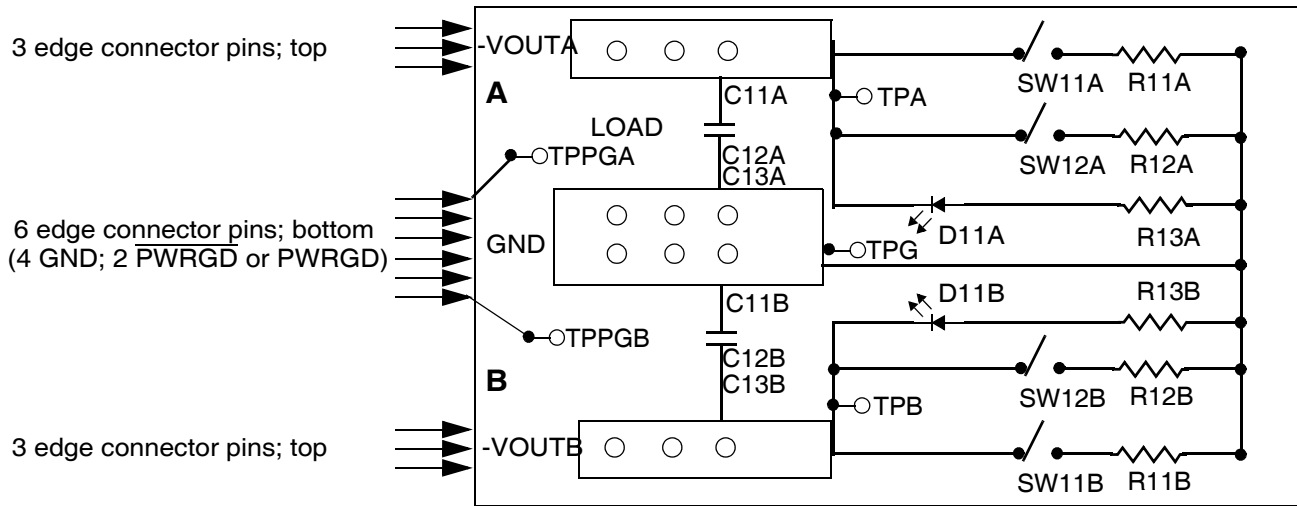 3 edge connector pins; top
-VOUTA
A
C11A
TPA
SW11A
R11A
LOAD
C12A
C13A
SW12A
R12A
TPPGA
6 edge connector pins; bottom
(4 GND; 2 P̅W̅R̅G̅D̅ or PWRGD)
GND
D11A
R13A
TPG
C11B
D11B
R13B
TPPGB
C12B
C13B
B
SW12B
R12B
TPB
3 edge connector pins; top
-VOUTB
SW11B
R11B